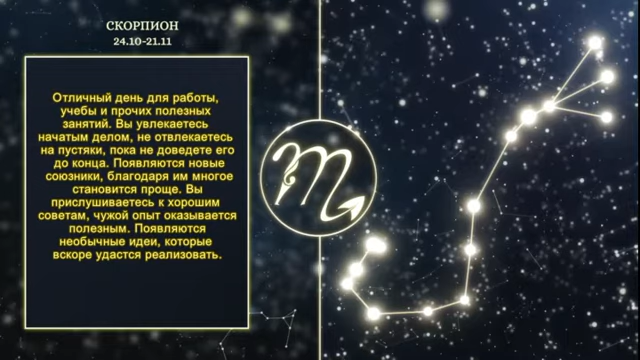 СКОРПИОН
24.10-21.11
Отличный день для работы,
учебы и прочих полезных
занятий. Вы увлекаетесь
начатым делом, не отвлекаетесь
на пустяки, пока не доведете его
до конца. Появляются новые
союзники, благодаря им многое
становится проще. Вы
прислушиваетесь к хорошим
советам, чужой опыт оказывается
полезным. Появляются
необычные идеи, которые
вскоре удастся реализовать.